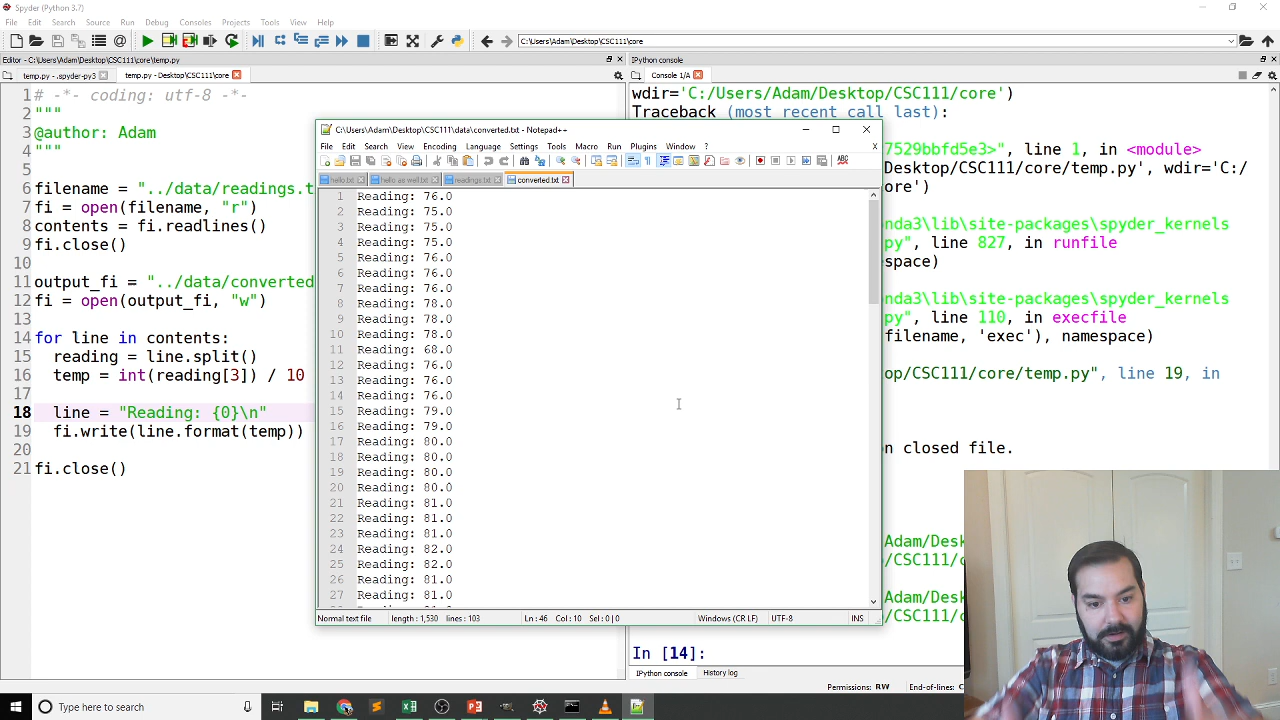 Spyder (Python 3.7)
File Edit Search Source Run Debug Consoles Projects Tools View Help
C:\Users\Adam\Desktop\CSC111\core
Editor - C:\Users\Adam\Desktop\CSC111\core\temp.py
temp.py - .spyder-py3
temp.py - Desktop\CSC111\core
1 # -*- coding: utf-8 -*-
2 """
3 @author: Adam
4 """
5
6 filename = "../data/readings.t
7 fi = open(filename, "r")
8 contents = fi.readlines()
9 fi.close()
10
11 output_fi = "../data/converted
12 fi = open(output_fi, "w")
13
14 for line in contents:
15 reading = line.split()
16 temp = int(reading[3]) / 10
17
18 line = "Reading: {0}\n"
19 fi.write(line.format(temp))
20
21 fi.close()
C:\Users\Adam\Desktop\CSC111\data\converted.txt - Notepad++
File Edit Search View Encoding Language Settings Tools Macro Run Plugins Window ? X
hello.txt hello as well.txt readings.txt converted.txt
1 Reading: 76.0
2 Reading: 75.0
3 Reading: 75.0
4 Reading: 75.0
5 Reading: 76.0
6 Reading: 76.0
7 Reading: 76.0
8 Reading: 78.0
9 Reading: 78.0
10 Reading: 78.0
11 Reading: 68.0
12 Reading: 76.0
13 Reading: 76.0
14 Reading: 76.0
15 Reading: 79.0
16 Reading: 79.0
17 Reading: 80.0
18 Reading: 80.0
19 Reading: 80.0
20 Reading: 80.0
21 Reading: 81.0
22 Reading: 81.0
23 Reading: 81.0
24 Reading: 82.0
25 Reading: 82.0
26 Reading: 81.0
27 Reading: 81.0
Normal text file length : 1,530 lines : 103 Ln : 46 Col : 10 Sel : 0 | 0 Windows (CR LF) UTF-8 INS
IPython console
Console 1/A
wdir='C:/Users/Adam/Desktop/CSC111/core')
Traceback (most recent call last):
7529bbfd5e3>", line 1, in <module>
Desktop/CSC111/core/temp.py', wdir='C:/
ore')
nda3\lib\site-packages\spyder_kernels
py", line 827, in runfile
space)
nda3\lib\site-packages\spyder_kernels
py", line 110, in execfile
filename, 'exec'), namespace)
op/CSC111/core/temp.py", line 19, in
n closed file.
Adam/Desk
/CSC111/c
Adam/Desk
/CSC111/c
In [14]:
IPython console History log
Permissions: RW End-of-lines: C
Type here to search